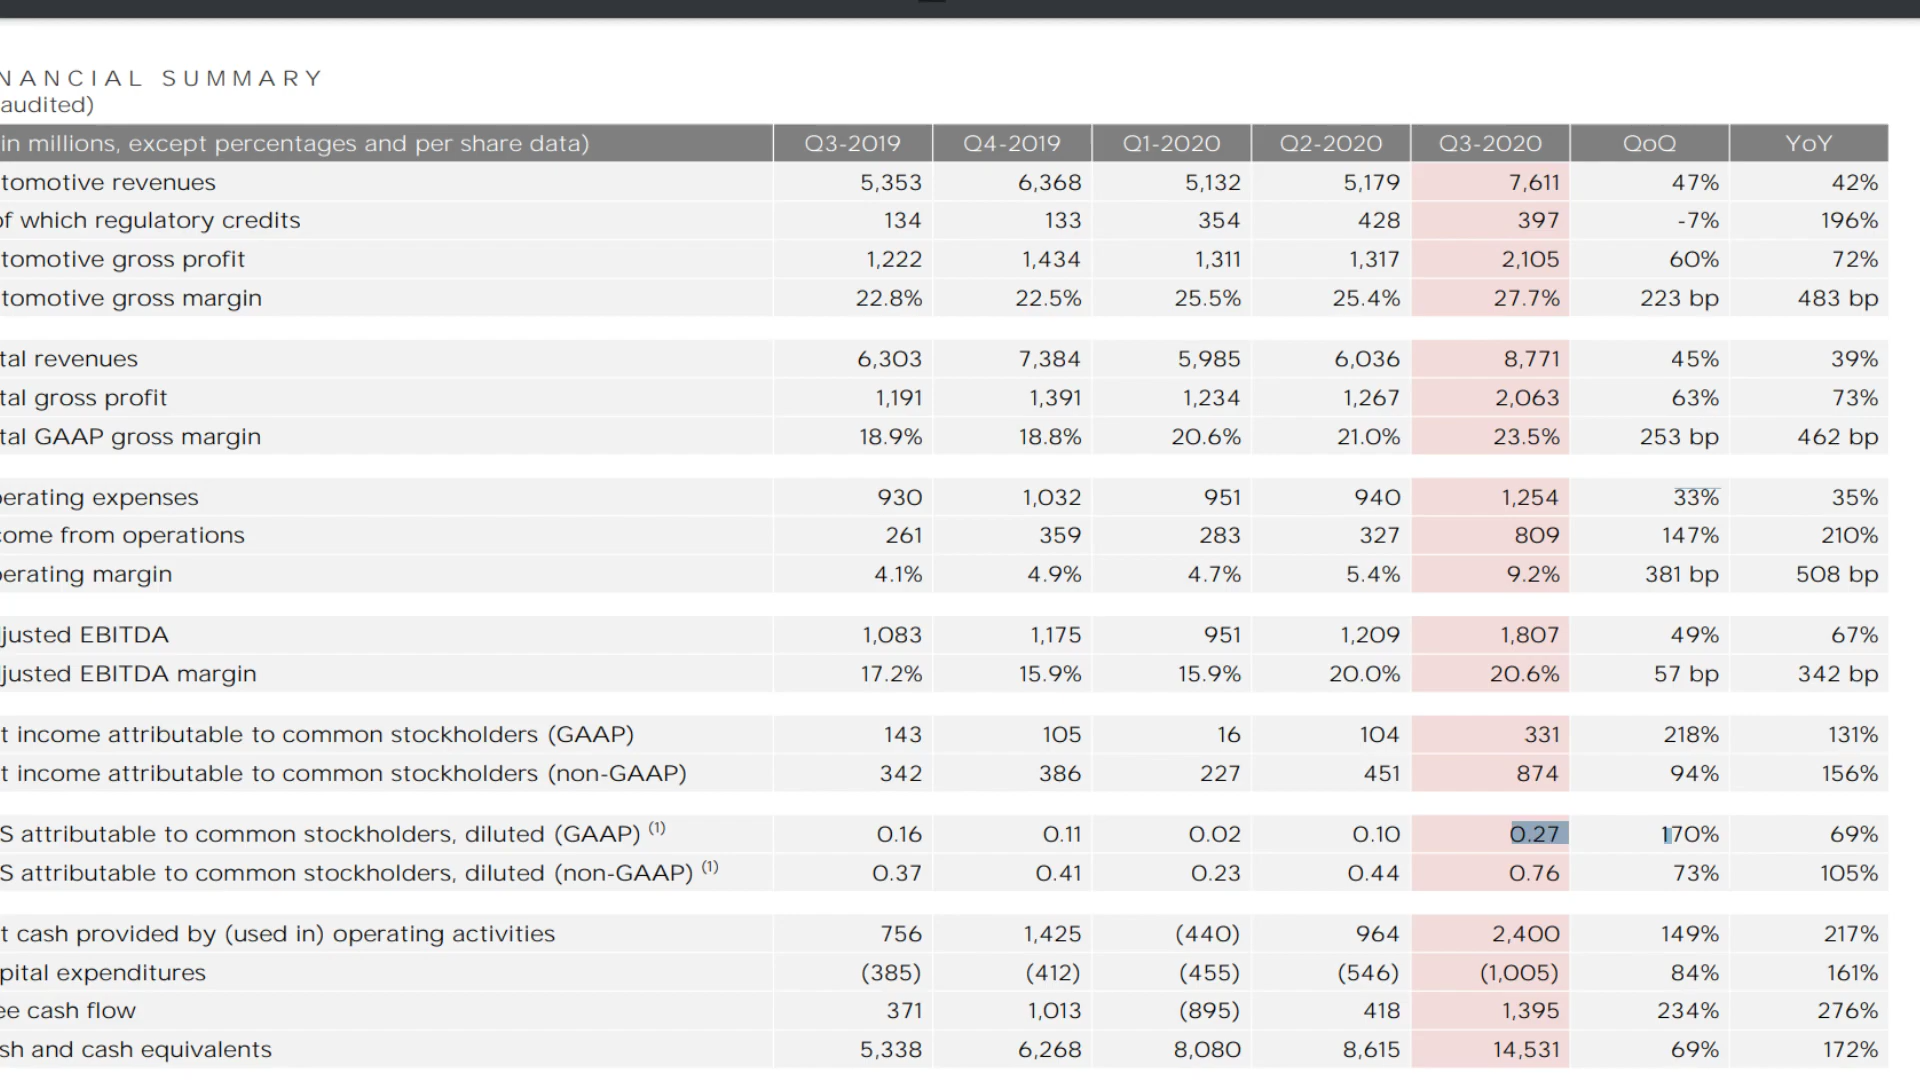 NANCIAL SUMMARY
audited)
in millions, except percentages and per share data) Q3-2019 Q4-2019 Q1-2020 Q2-2020 Q3-2020 QoQ YoY
tomotive revenues 5,353 6,368 5,132 5,179 7,611 47% 42%
of which regulatory credits 134 133 354 428 397 -7% 196%
tomotive gross profit 1,222 1,434 1,311 1,317 2,105 60% 72%
tomotive gross margin 22.8% 22.5% 25.5% 25.4% 27.7% 223 bp 483 bp
tal revenues 6,303 7,384 5,985 6,036 8,771 45% 39%
tal gross profit 1,191 1,391 1,234 1,267 2,063 63% 73%
tal GAAP gross margin 18.9% 18.8% 20.6% 21.0% 23.5% 253 bp 462 bp
perating expenses 930 1,032 951 940 1,254 33% 35%
come from operations 261 359 283 327 809 147% 210%
perating margin 4.1% 4.9% 4.7% 5.4% 9.2% 381 bp 508 bp
justed EBITDA 1,083 1,175 951 1,209 1,807 49% 67%
justed EBITDA margin 17.2% 15.9% 15.9% 20.0% 20.6% 57 bp 342 bp
t income attributable to common stockholders (GAAP) 143 105 16 104 331 218% 131%
t income attributable to common stockholders (non-GAAP) 342 386 227 451 874 94% 156%
S attributable to common stockholders, diluted (GAAP) (1) 0.16 0.11 0.02 0.10 0.27 170% 69%
S attributable to common stockholders, diluted (non-GAAP) (1) 0.37 0.41 0.23 0.44 0.76 73% 105%
t cash provided by (used in) operating activities 756 1,425 (440) 964 2,400 149% 217%
pital expenditures (385) (412) (455) (546) (1,005) 84% 161%
ee cash flow 371 1,013 (895) 418 1,395 234% 276%
sh and cash equivalents 5,338 6,268 8,080 8,615 14,531 69% 172%